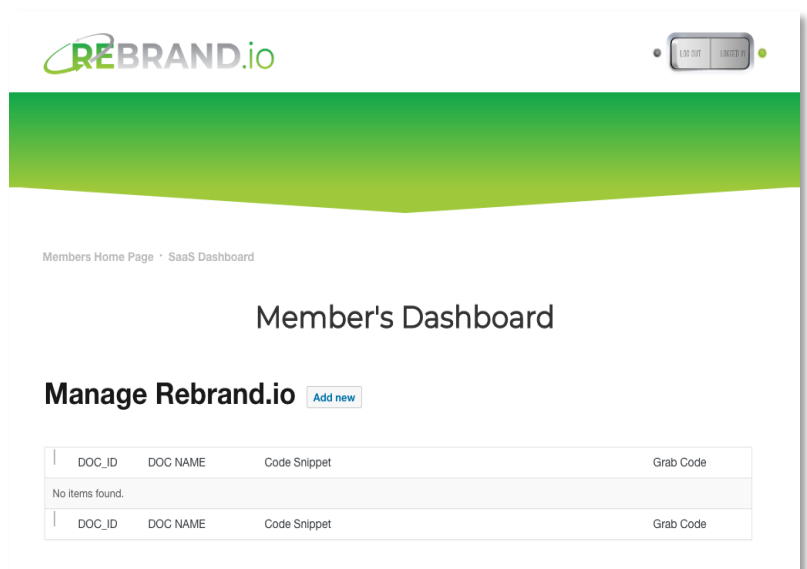 REBRAND.io
LOG OUT LOGGED IN
Members Home Page · SaaS Dashboard
Member's Dashboard
Manage Rebrand.io Add new
DOC_ID DOC NAME Code Snippet Grab Code
No items found.
DOC_ID DOC NAME Code Snippet Grab Code